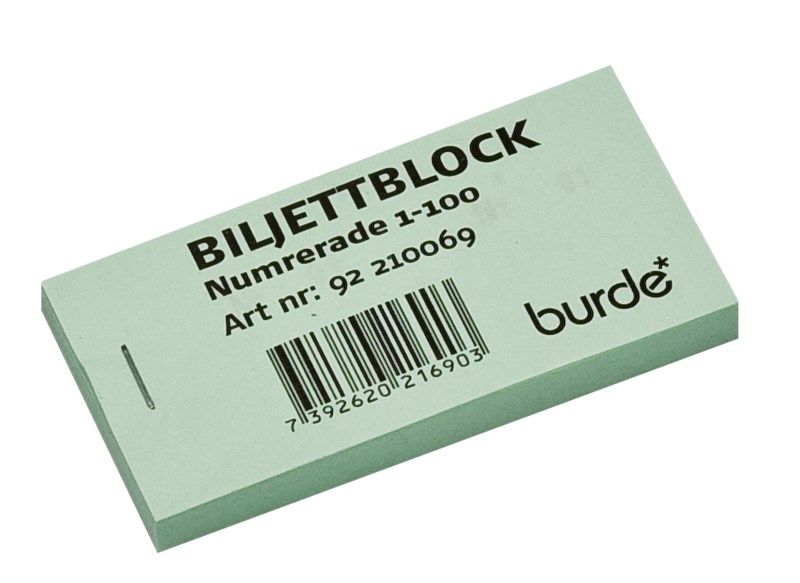 BILJETTBLOCK
Numrerade 1-100
Art nr: 92 210069
7 392620 216903
burde*